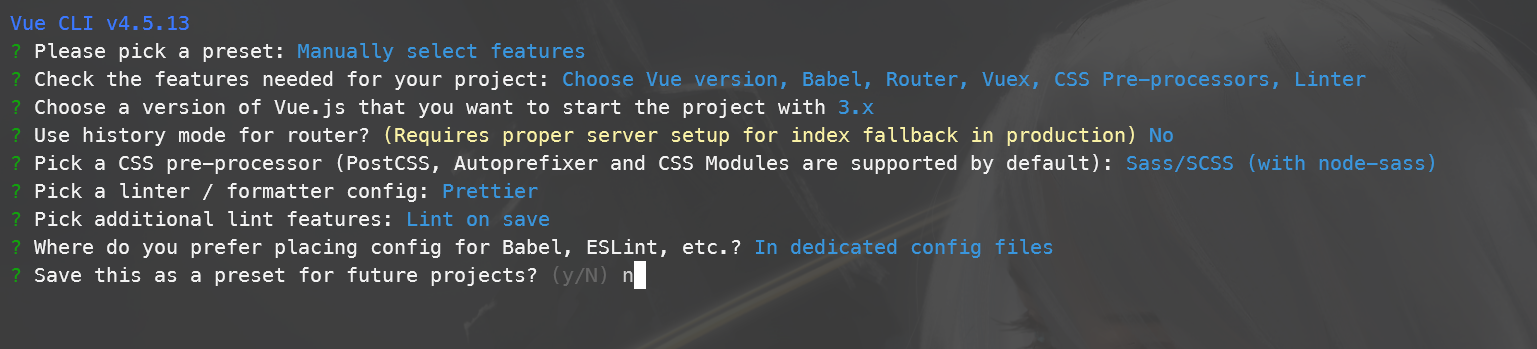 Vue CLI v4.5.13
? Please pick a preset: Manually select features
? Check the features needed for your project: Choose Vue version, Babel, Router, Vuex, CSS Pre-processors, Linter
? Choose a version of Vue.js that you want to start the project with 3.x
? Use history mode for router? (Requires proper server setup for index fallback in production) No
? Pick a CSS pre-processor (PostCSS, Autoprefixer and CSS Modules are supported by default): Sass/SCSS (with node-sass)
? Pick a linter / formatter config: Prettier
? Pick additional lint features: Lint on save
? Where do you prefer placing config for Babel, ESLint, etc.? In dedicated config files
? Save this as a preset for future projects? (y/N) n